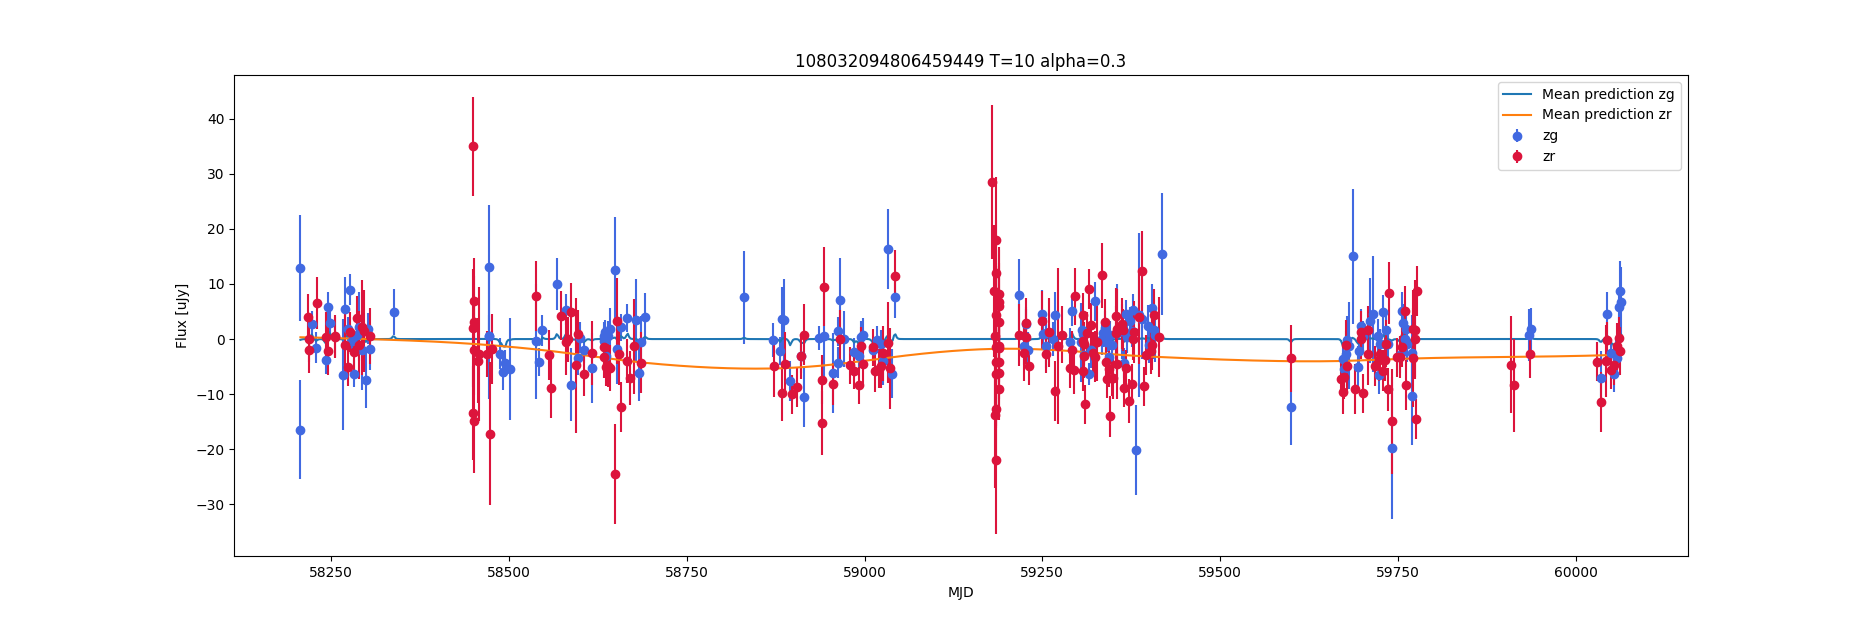 108032094806459449 T=10 alpha=0.3
Mean prediction zg
Mean prediction zr
zg
zr
Flux [uJy]
40
30
20
10
0
−10
−20
−30
58250 58500 58750 59000 59250 59500 59750 60000
MJD